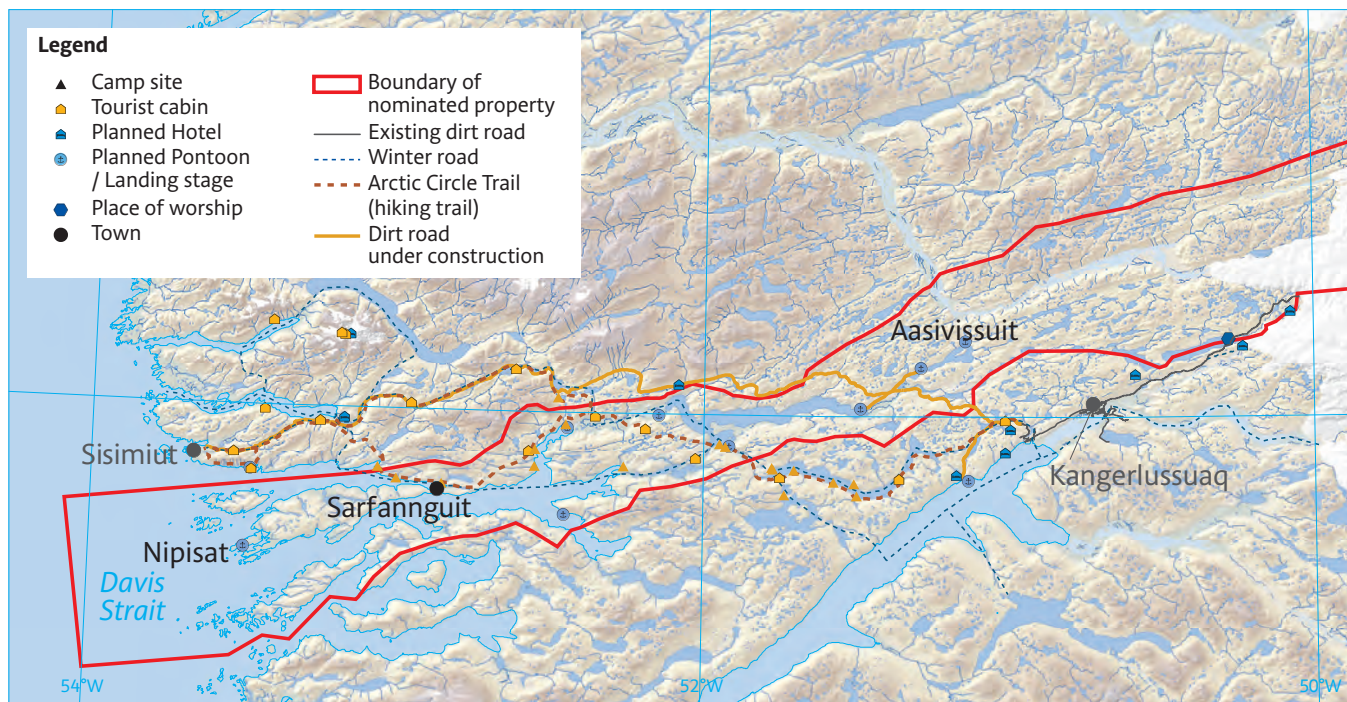 Legend
Camp site
Tourist cabin
Planned Hotel
Planned Pontoon
/ Landing stage
Place of worship
Town
Boundary of
nominated property
Existing dirt road
Winter road
Arctic Circle Trail
(hiking trail)
Dirt road
under construction
Aasivissuit
Sisimiut
Kangerlussuaq
Sarfannguit
Nipisat
Davis
Strait
54°W
52°W
50°W